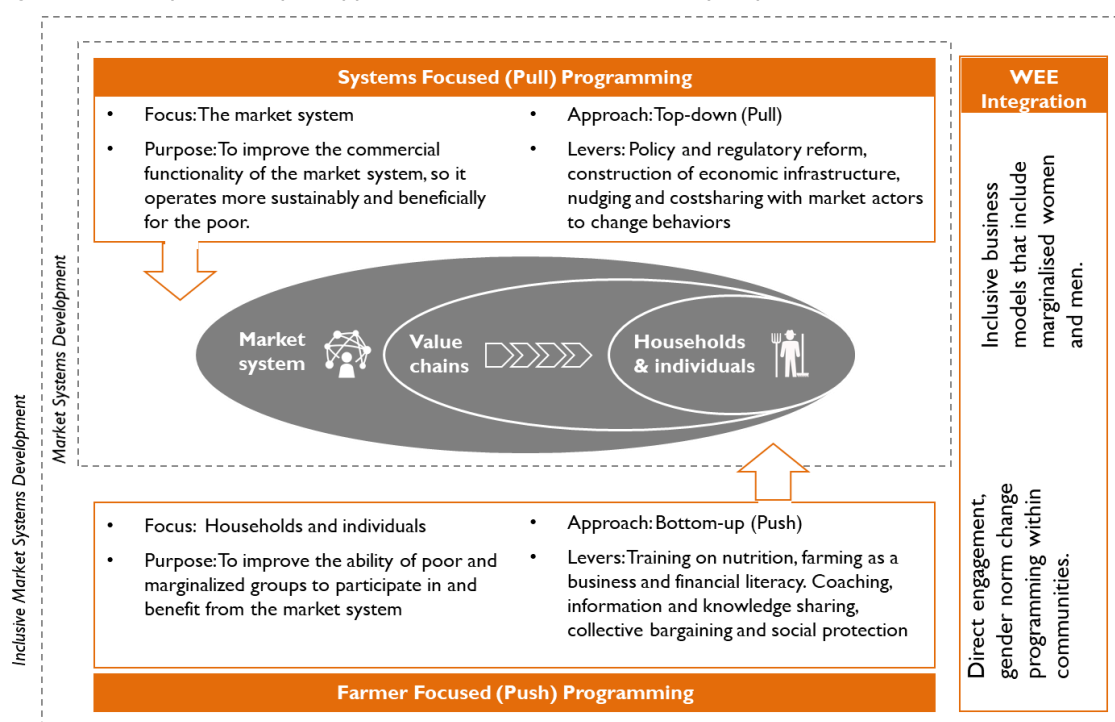 Systems Focused (Pull) Programming
• Focus: The market system
• Purpose: To improve the commercial
functionality of the market system, so it
operates more sustainably and beneficially
for the poor.
• Approach: Top-down (Pull)
• Levers: Policy and regulatory reform,
construction of economic infrastructure,
nudging and costsharing with market actors
to change behaviors
WEE
Integration
Inclusive business
models that include
marginalised women
and men.
Market
system
Value
chains
Households
& individuals
Market Systems Development
Inclusive Market Systems Development
• Focus: Households and individuals
• Purpose: To improve the ability of poor and
marginalized groups to participate in and
benefit from the market system
• Approach: Bottom-up (Push)
• Levers: Training on nutrition, farming as a
business and financial literacy. Coaching,
information and knowledge sharing,
collective bargaining and social protection
Direct engagement,
gender norm change
programming within
communities.
Farmer Focused (Push) Programming